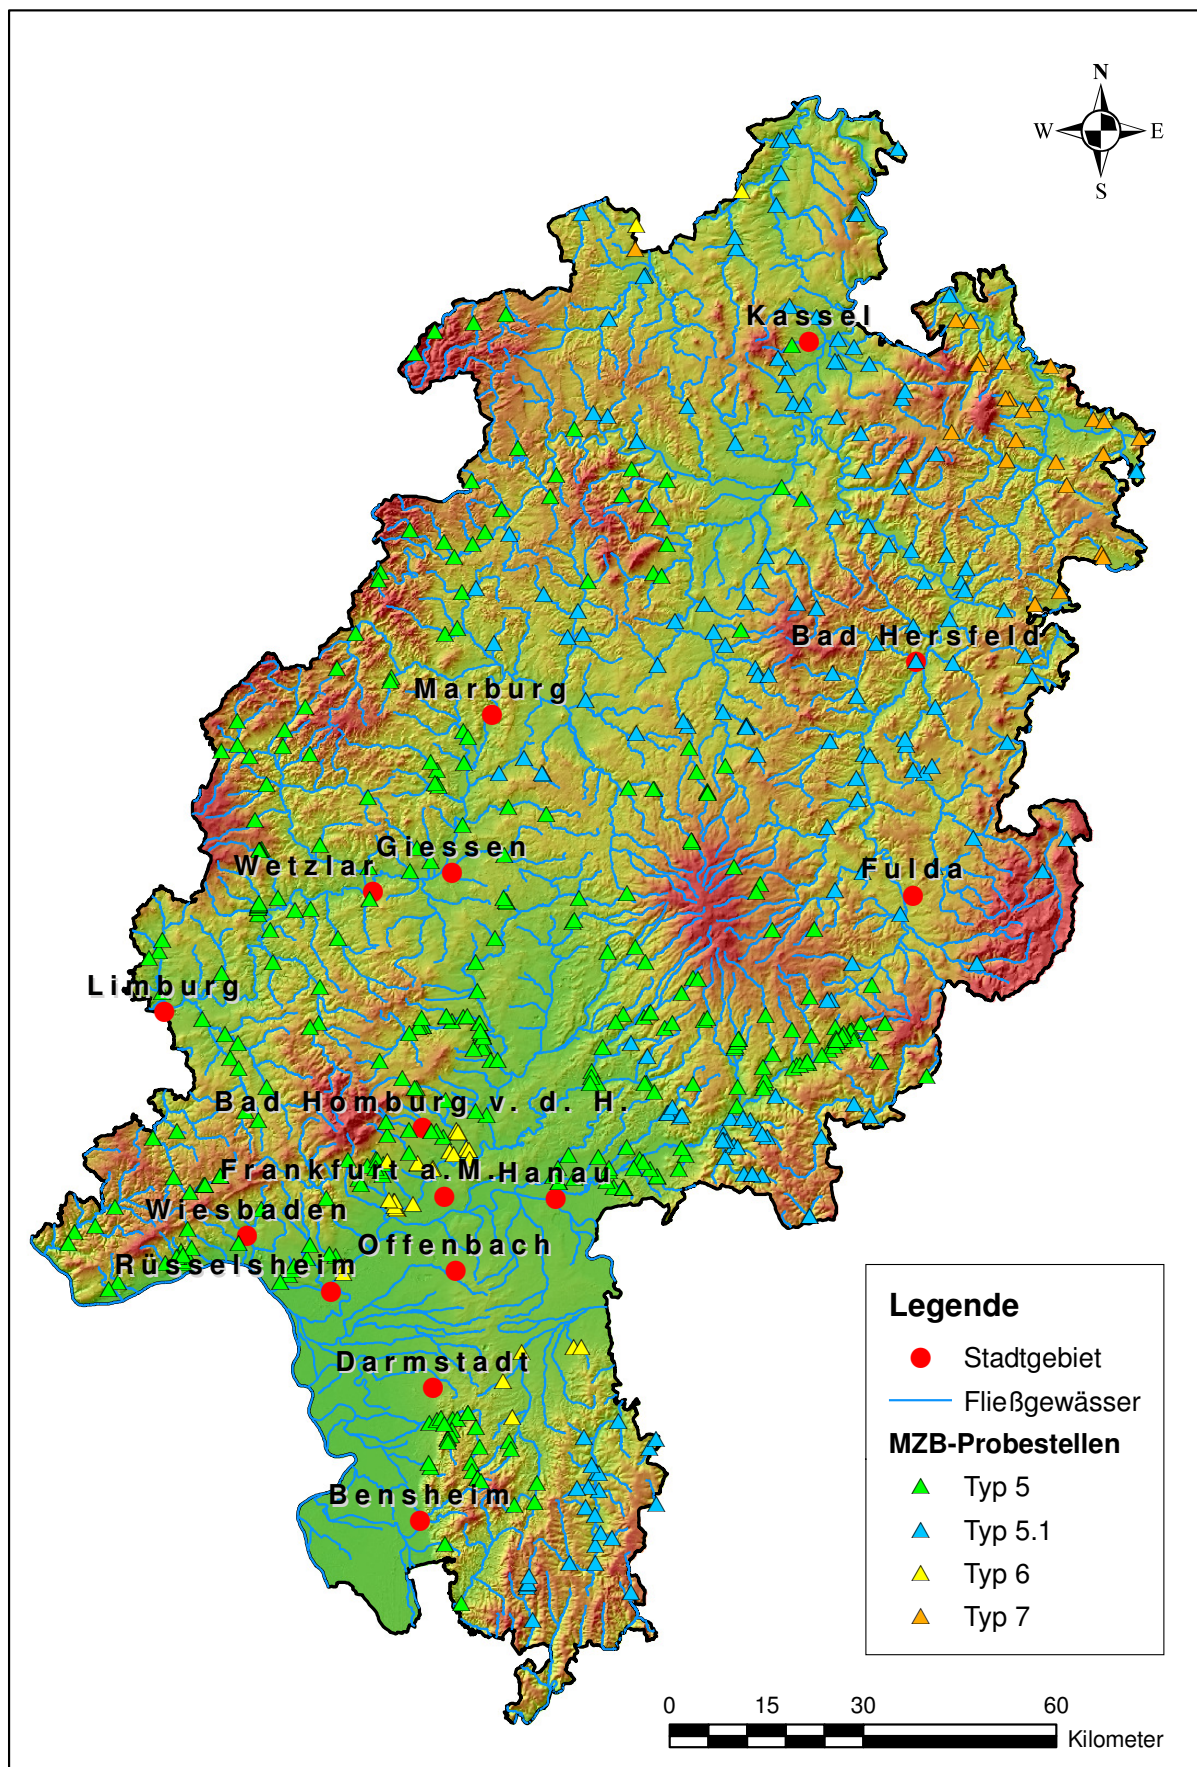 N
W E
S
Kassel
Bad Hersfeld
Marburg
Giessen
Wetzlar
Fulda
Limburg
Bad Homburg v. d. H.
Frankfurt a.M.
Hanau
Wiesbaden
Offenbach
Rüsselsheim
Darmstadt
Bensheim
Legende
Stadtgebiet
Fließgewässer
MZB-Probestellen
Typ 5
Typ 5.1
Typ 6
Typ 7
0 15 30 60
Kilometer